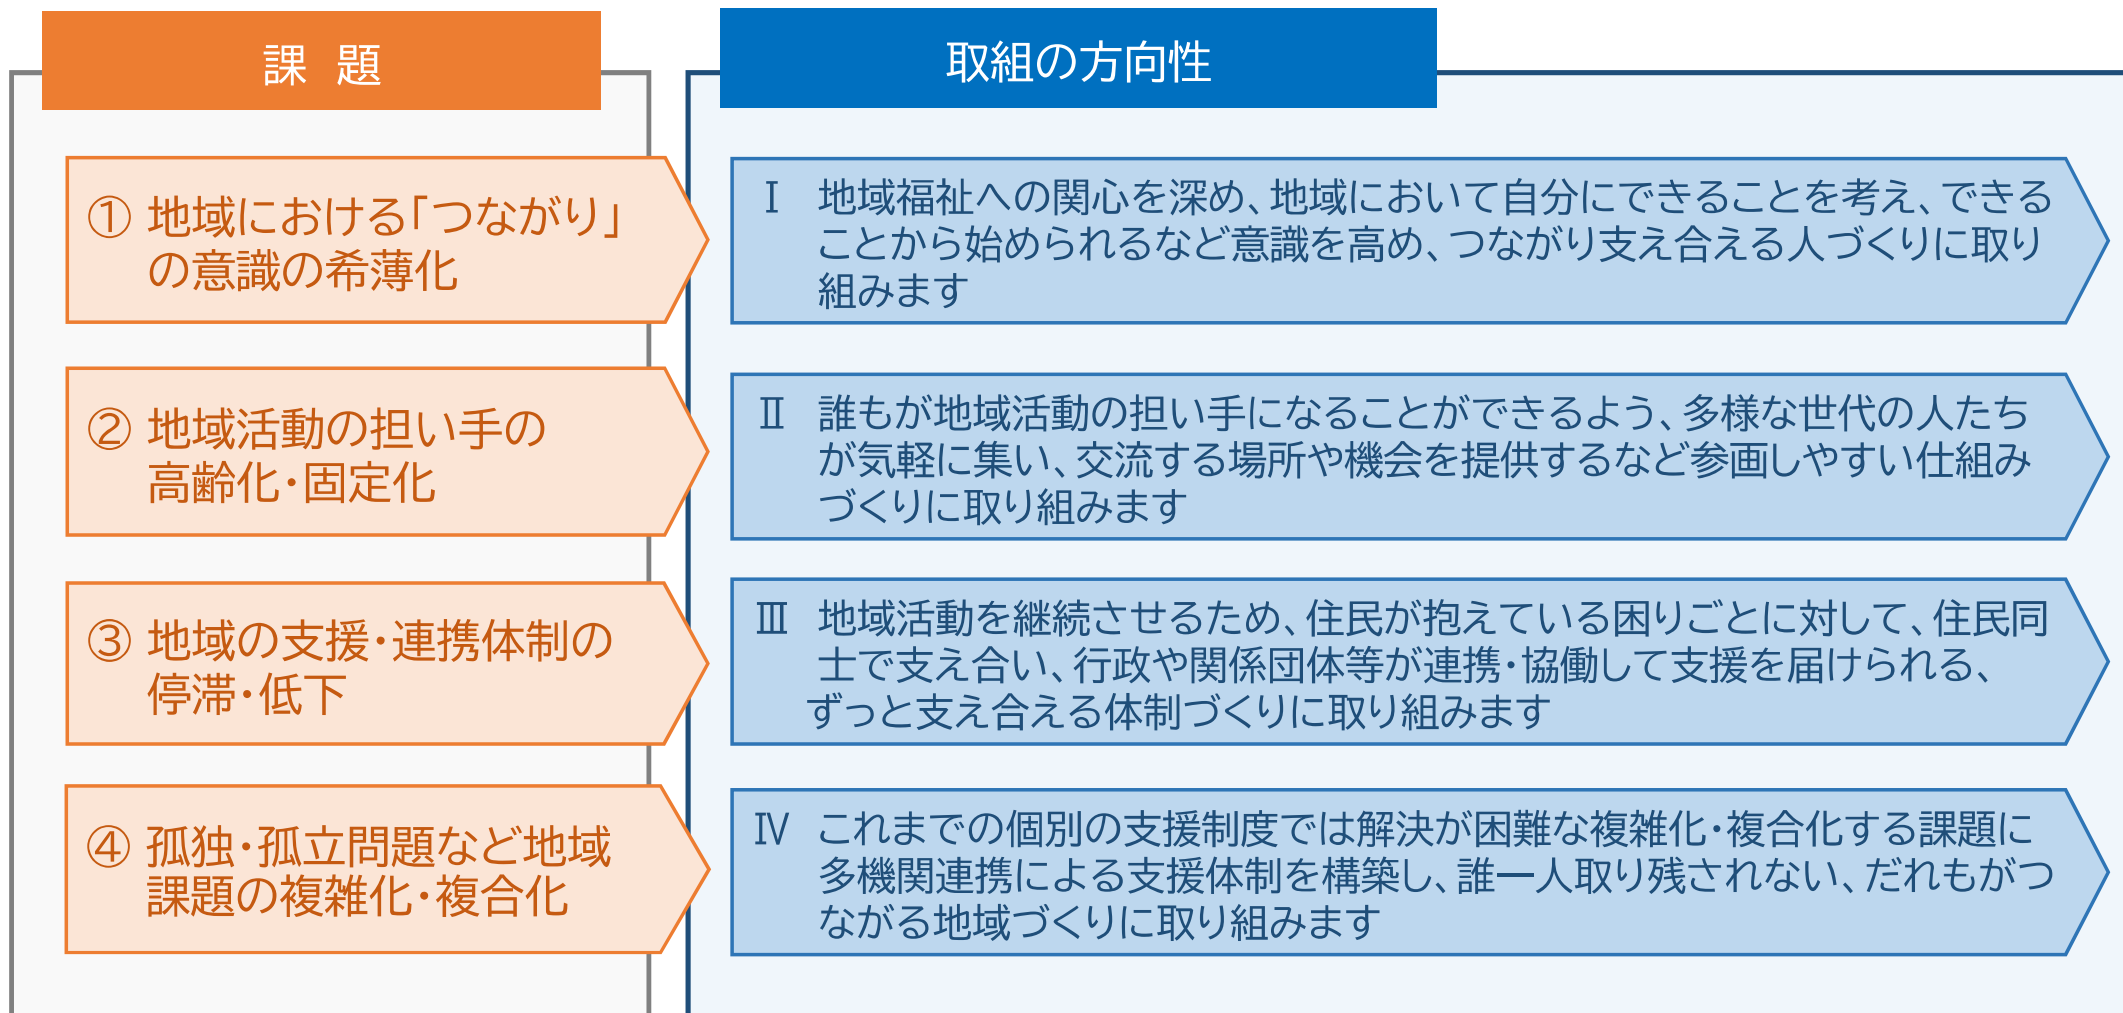 課 題
取組の方向性
① 地域における「つながり」
の意識の希薄化
Ⅰ 地域福祉への関心を深め、地域において自分にできることを考え、できる
ことから始められるなど意識を高め、つながり支え合える人づくりに取り
組みます
② 地域活動の担い手の
高齢化・固定化
Ⅱ 誰もが地域活動の担い手になることができるよう、多様な世代の人たち
が気軽に集い、交流する場所や機会を提供するなど参画しやすい仕組み
づくりに取り組みます
③ 地域の支援・連携体制の
停滞・低下
Ⅲ 地域活動を継続させるため、住民が抱えている困りごとに対して、住民同
士で支え合い、行政や関係団体等が連携・協働して支援を届けられる、
ずっと支え合える体制づくりに取り組みます
④ 孤独・孤立問題など地域
課題の複雑化・複合化
Ⅳ これまでの個別の支援制度では解決が困難な複雑化・複合化する課題に
多機関連携による支援体制を構築し、誰一人取り残されない、だれもがつ
ながる地域づくりに取り組みます